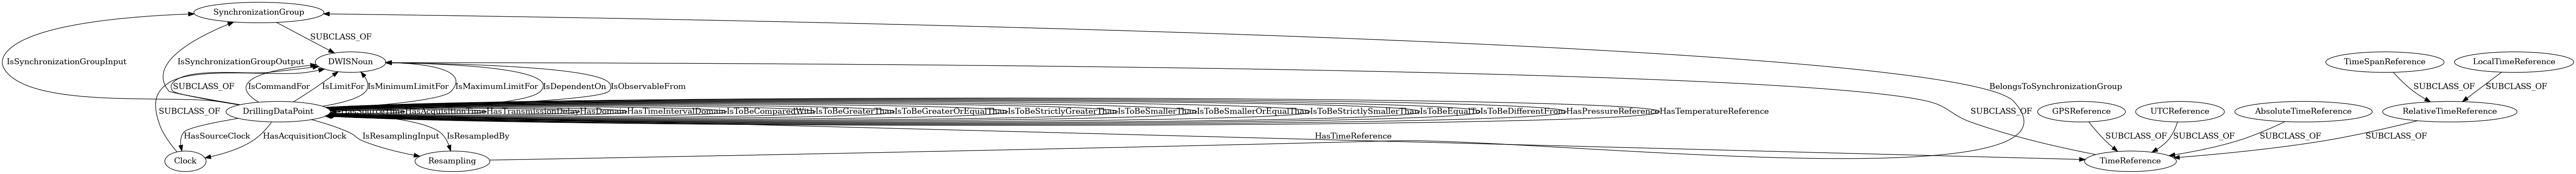 SynchronizationGroup
SUBCLASS_OF
DWISNoun
TimeSpanReference
LocalTimeReference
IsSynchronizationGroupInput
IsSynchronizationGroupOutput
SUBCLASS_OF
IsCommandFor
IsLimitFor
IsMinimumLimitFor
IsMaximumLimitFor
IsDependentOn
IsObservableFrom
BelongsToSynchronizationGroup
SUBCLASS_OF
SUBCLASS_OF
SUBCLASS_OF
DrillingDataPoint
HasAcquisitionTime
HasTransmissionDelay
HasDomain
HasTimeIntervalDomain
IsToBeComparedWith
IsToBeGreaterThan
IsToBeGreaterOrEqualThan
IsToBeStrictlyGreaterThan
IsToBeSmallerThan
IsToBeSmallerOrEqualThan
IsToBeStrictlySmallerThan
IsToBeEqualTo
IsToBeDifferentFrom
HasPressureReference
HasTemperatureReference
SUBCLASS_OF
GPSReference
UTCReference
AbsoluteTimeReference
RelativeTimeReference
HasSourceClock
HasAcquisitionClock
IsResamplingInput
IsResampledBy
HasTimeReference
SUBCLASS_OF
SUBCLASS_OF
SUBCLASS_OF
SUBCLASS_OF
Clock
Resampling
TimeReference